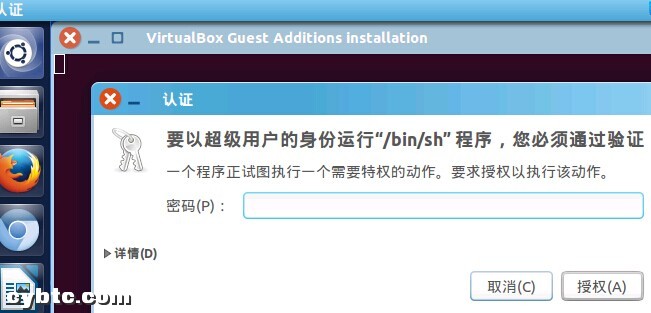 认证
VirtualBox Guest Additions installation
认证
要以超级用户的身份运行“/bin/sh” 程序，您必须通过验证
一个程序正试图执行一个需要特权的动作。要求授权以执行该动作。
密码(P)：
详情(D)
取消(C)
授权(A)
cybtc.com